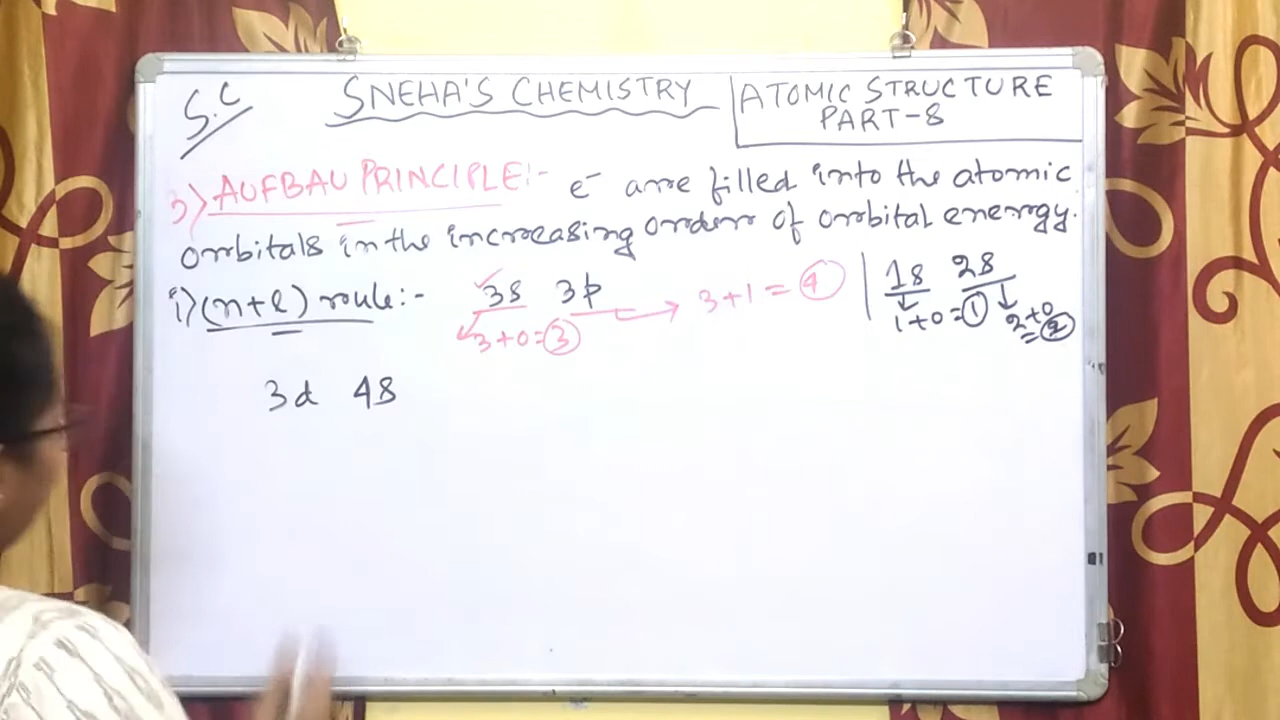 S.C
SNEHA'S CHEMISTRY
ATOMIC STRUCTURE
PART-8
3) AUFBAU PRINCIPLE:- e⁻ are filled into the atomic
orbitals in the increasing order of orbital energy.
i) (n+l) rule:- 3s 3p → 3+1=4 | 1s 2s
3+0=3 1+0=1 2+0
=2
3d 4s